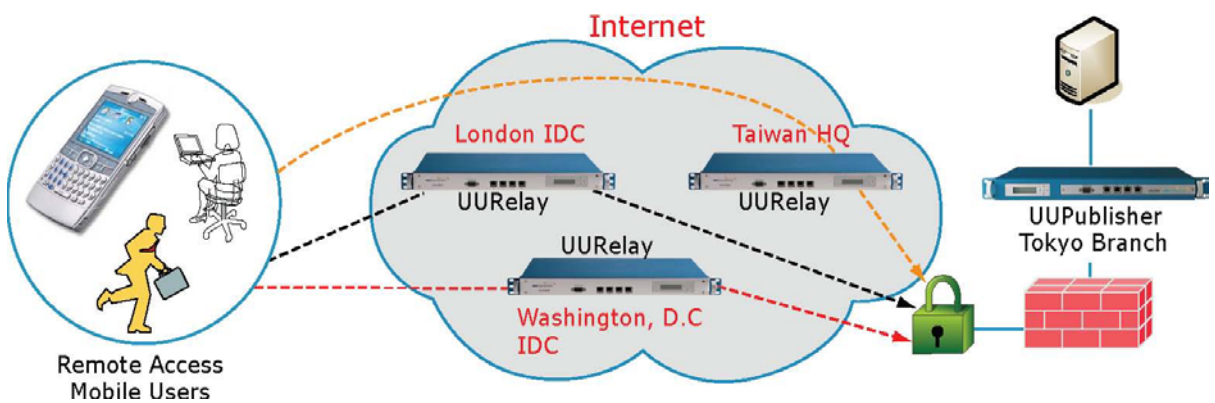 Internet
London IDC
Taiwan HQ
UURelay
UURelay
UURelay
Washington, D.C
IDC
UUPublisher
Tokyo Branch
Remote Access
Mobile Users